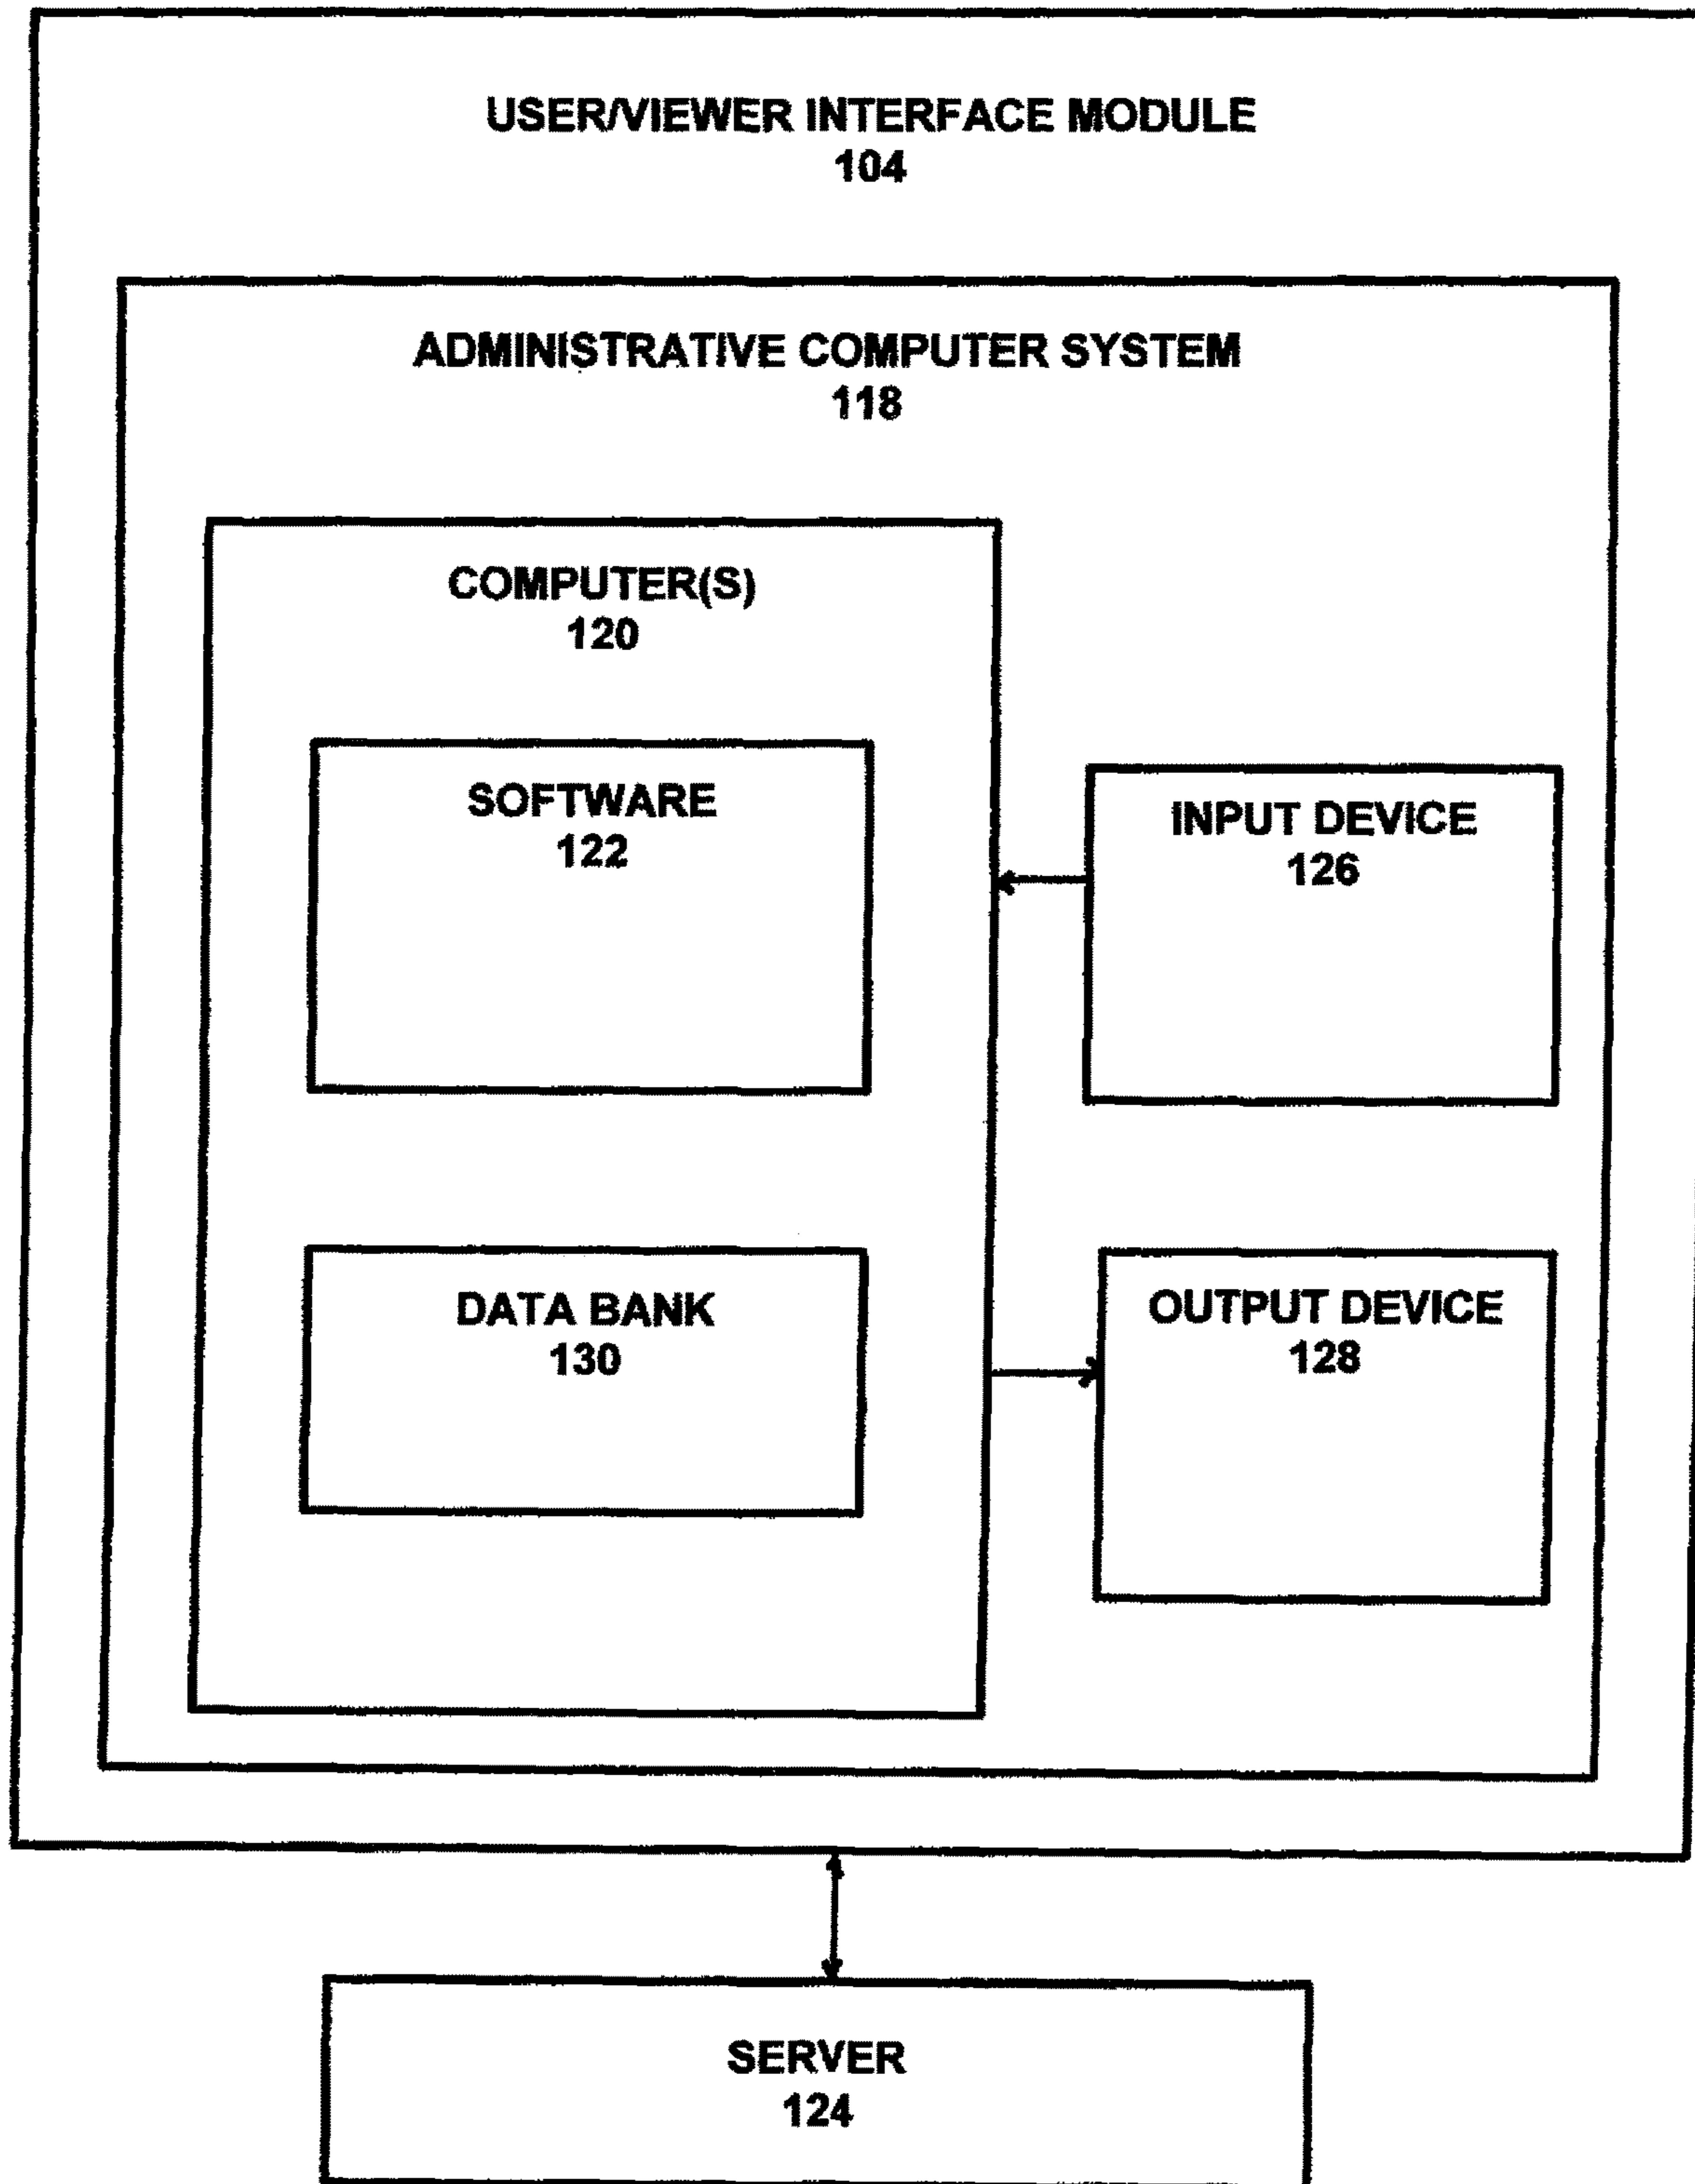 USER/VIEWER INTERFACE MODULE
104
ADMINISTRATIVE COMPUTER SYSTEM
118
COMPUTER(S)
120
SOFTWARE
122
INPUT DEVICE
126
DATA BANK
130
OUTPUT DEVICE
128
SERVER
124